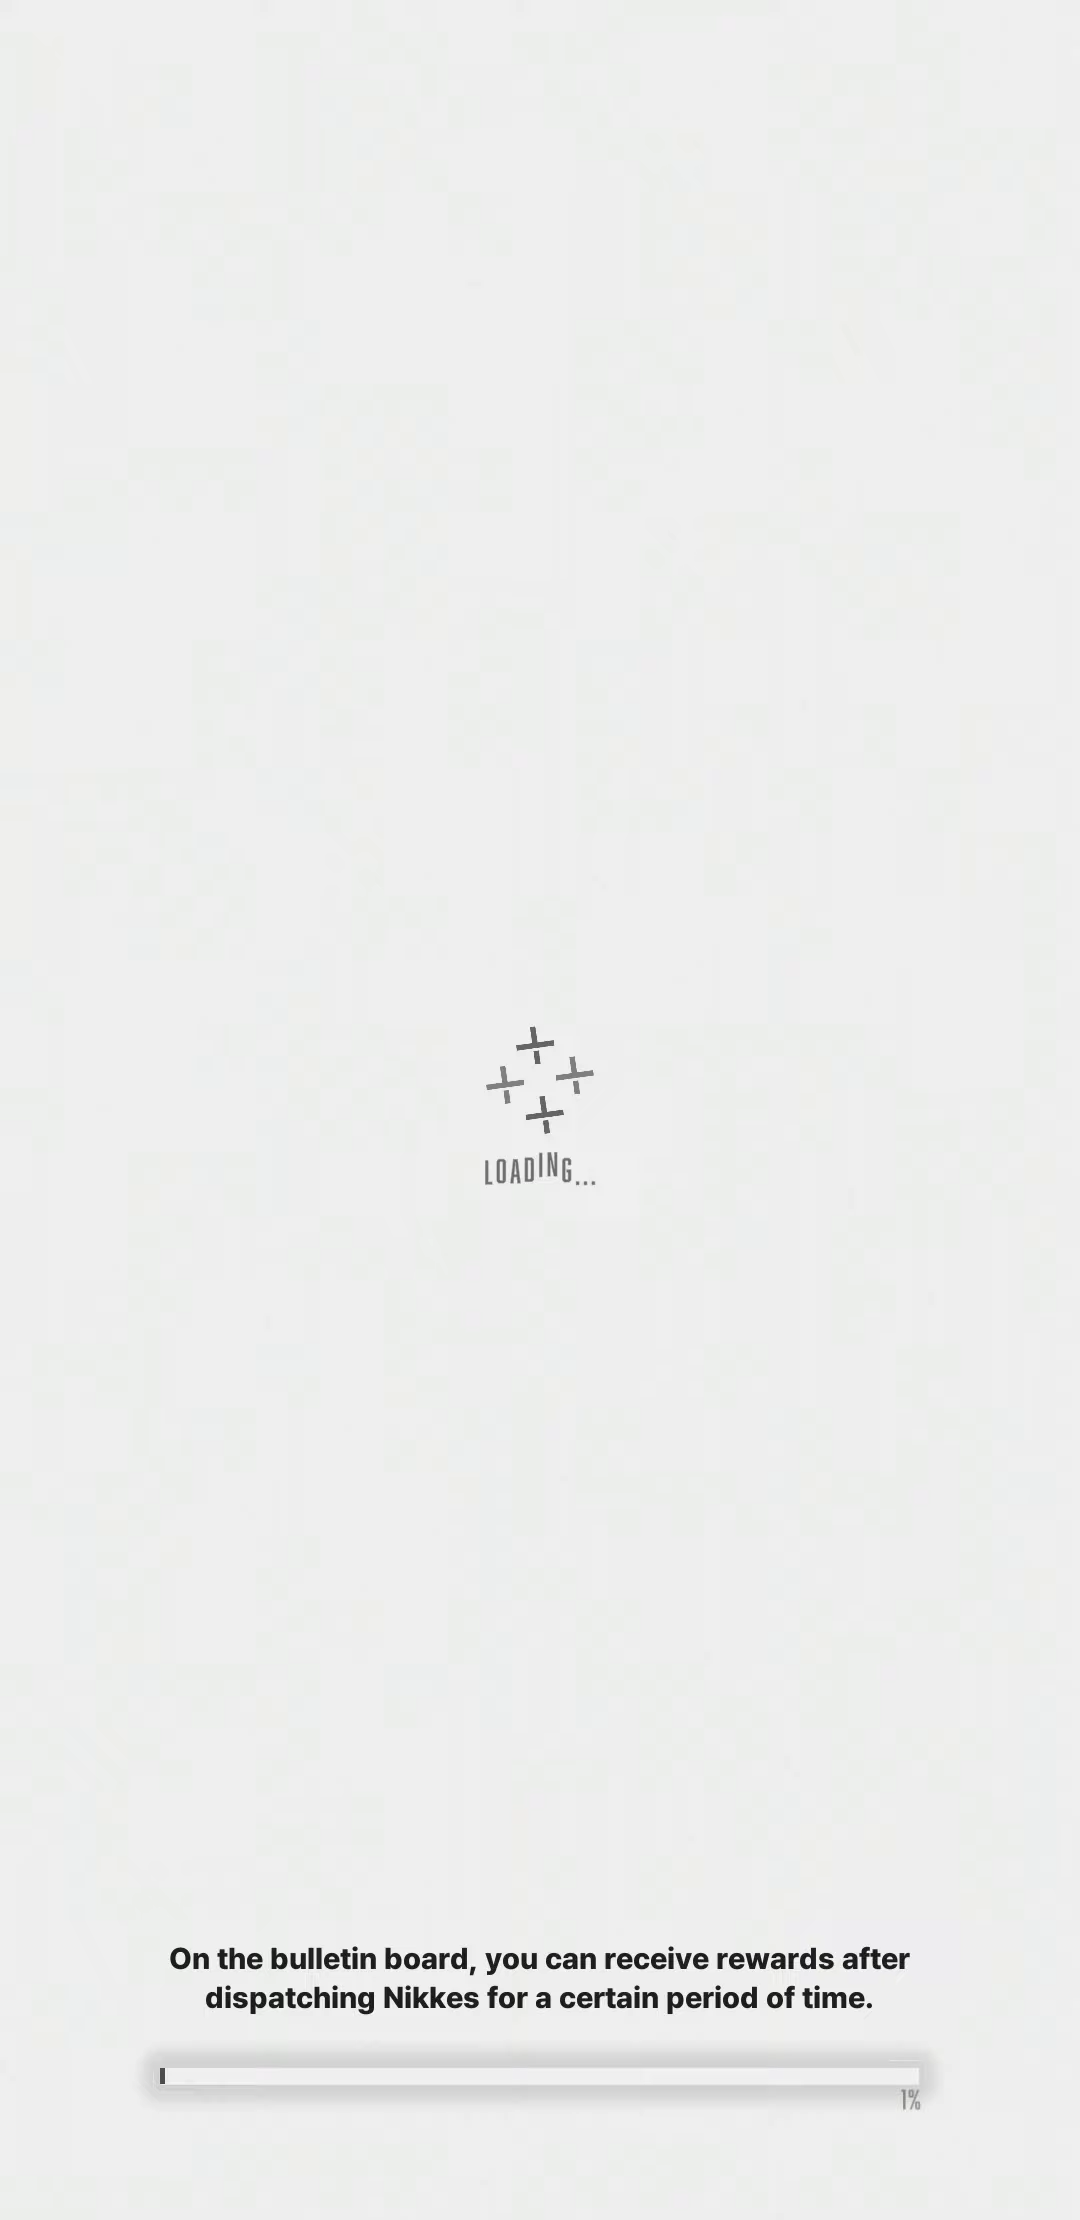 LOADING...
On the bulletin board, you can receive rewards after
dispatching Nikkes for a certain period of time.
1%